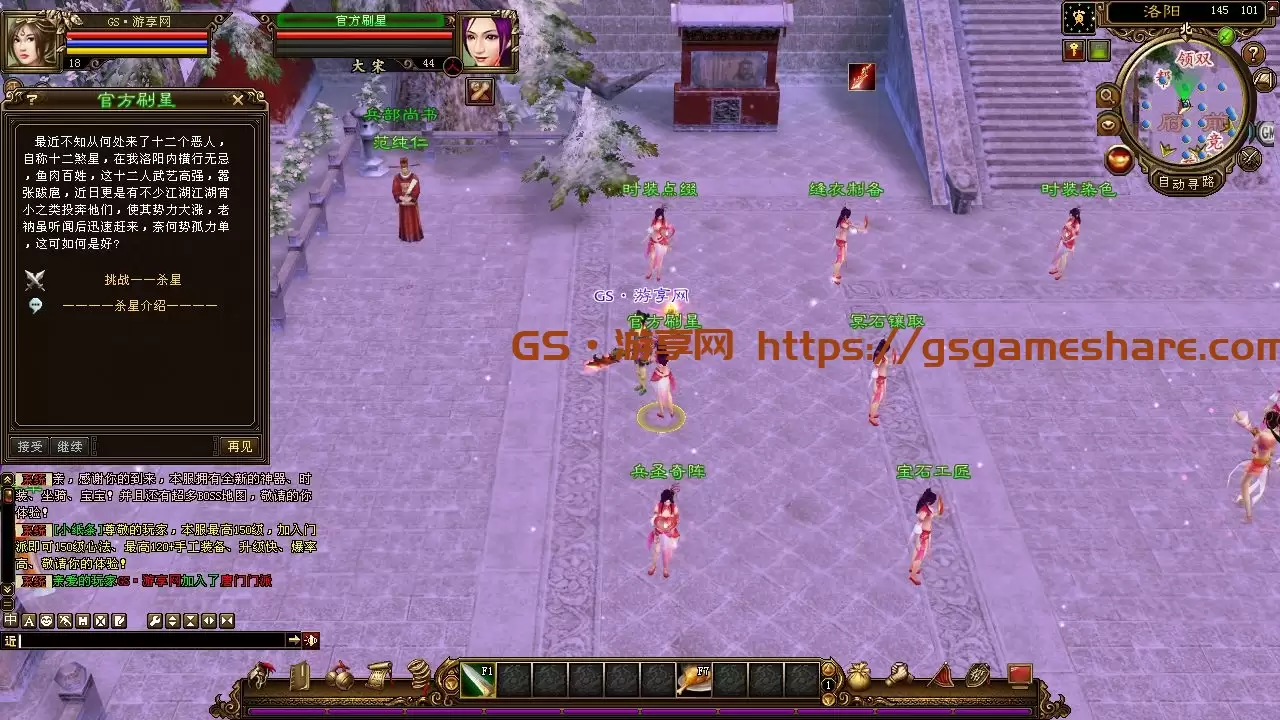 GS·游享网
18
官方刷星
大宋
44
洛阳
145 101
北
领双
府 前
竞
GM
自动寻路
官方刷星
最近不知从何处来了十二个恶人，
自称十二煞星，在我洛阳内横行无忌
，鱼肉百姓，这十二人武艺高强，嚣
张跋扈，近日更是有不少江湖江湖宵
小之类投奔他们，使其势力大涨，老
衲虽听闻后迅速赶来，奈何势孤力单
，这可如何是好？
挑战——杀星
————杀星介绍————
接受
继续
再见
兵部尚书
范纯仁
时装点缀
缝衣制备
时装染色
GS·游享网
官方刷星
冥石镶取
GS·游享网 https://gsgameshare.com
兵圣奇阵
宝石工匠
亲，感谢你的到来，本服拥有全新的神器、时
装、坐骑、宝宝！并且还有超多BOSS地图，敬请的你
体验！
[小纸条]尊敬的玩家，本服最高150级，加入门
派即可150级心法、最高120+手工装备、升级快、爆率
高、敬请你的体验！
亲爱的玩家GS·游享网加入了唐门门派
近
F1
F7
1